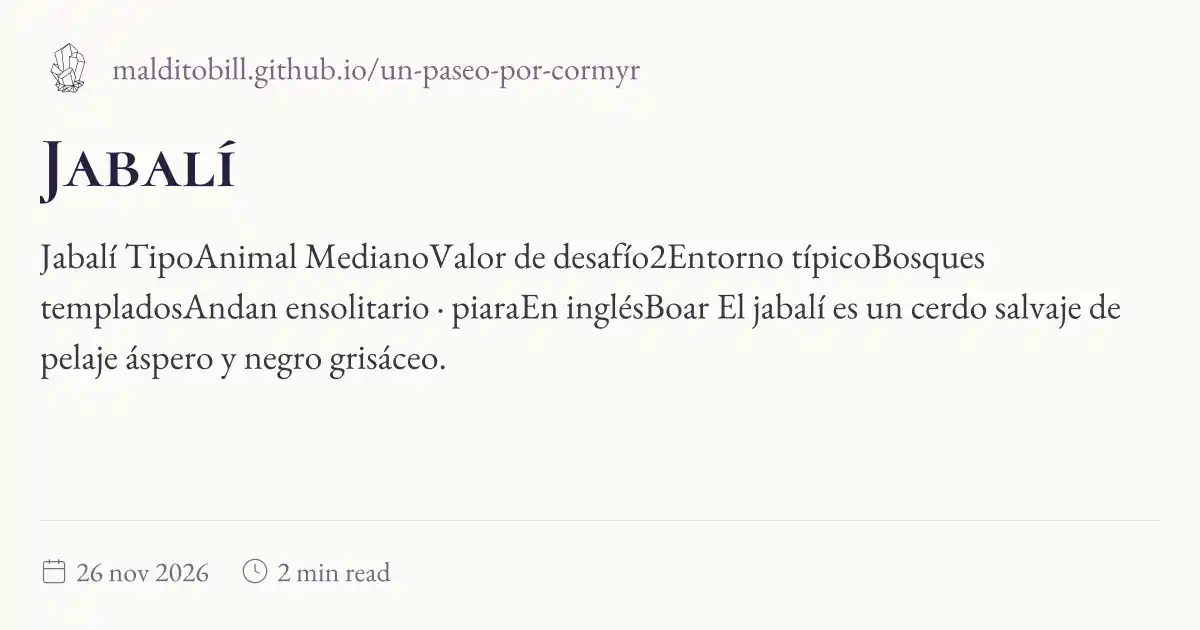 malditobill.github.io/un-paseo-por-cormyr
Jabalí
Jabalí TipoAnimal MedianoValor de desafío2Entorno típicoBosques
templadosAndan ensolitario · piaraEn inglésBoar El jabalí es un cerdo salvaje de
pelaje áspero y negro grisáceo.
26 nov 2026 2 min read